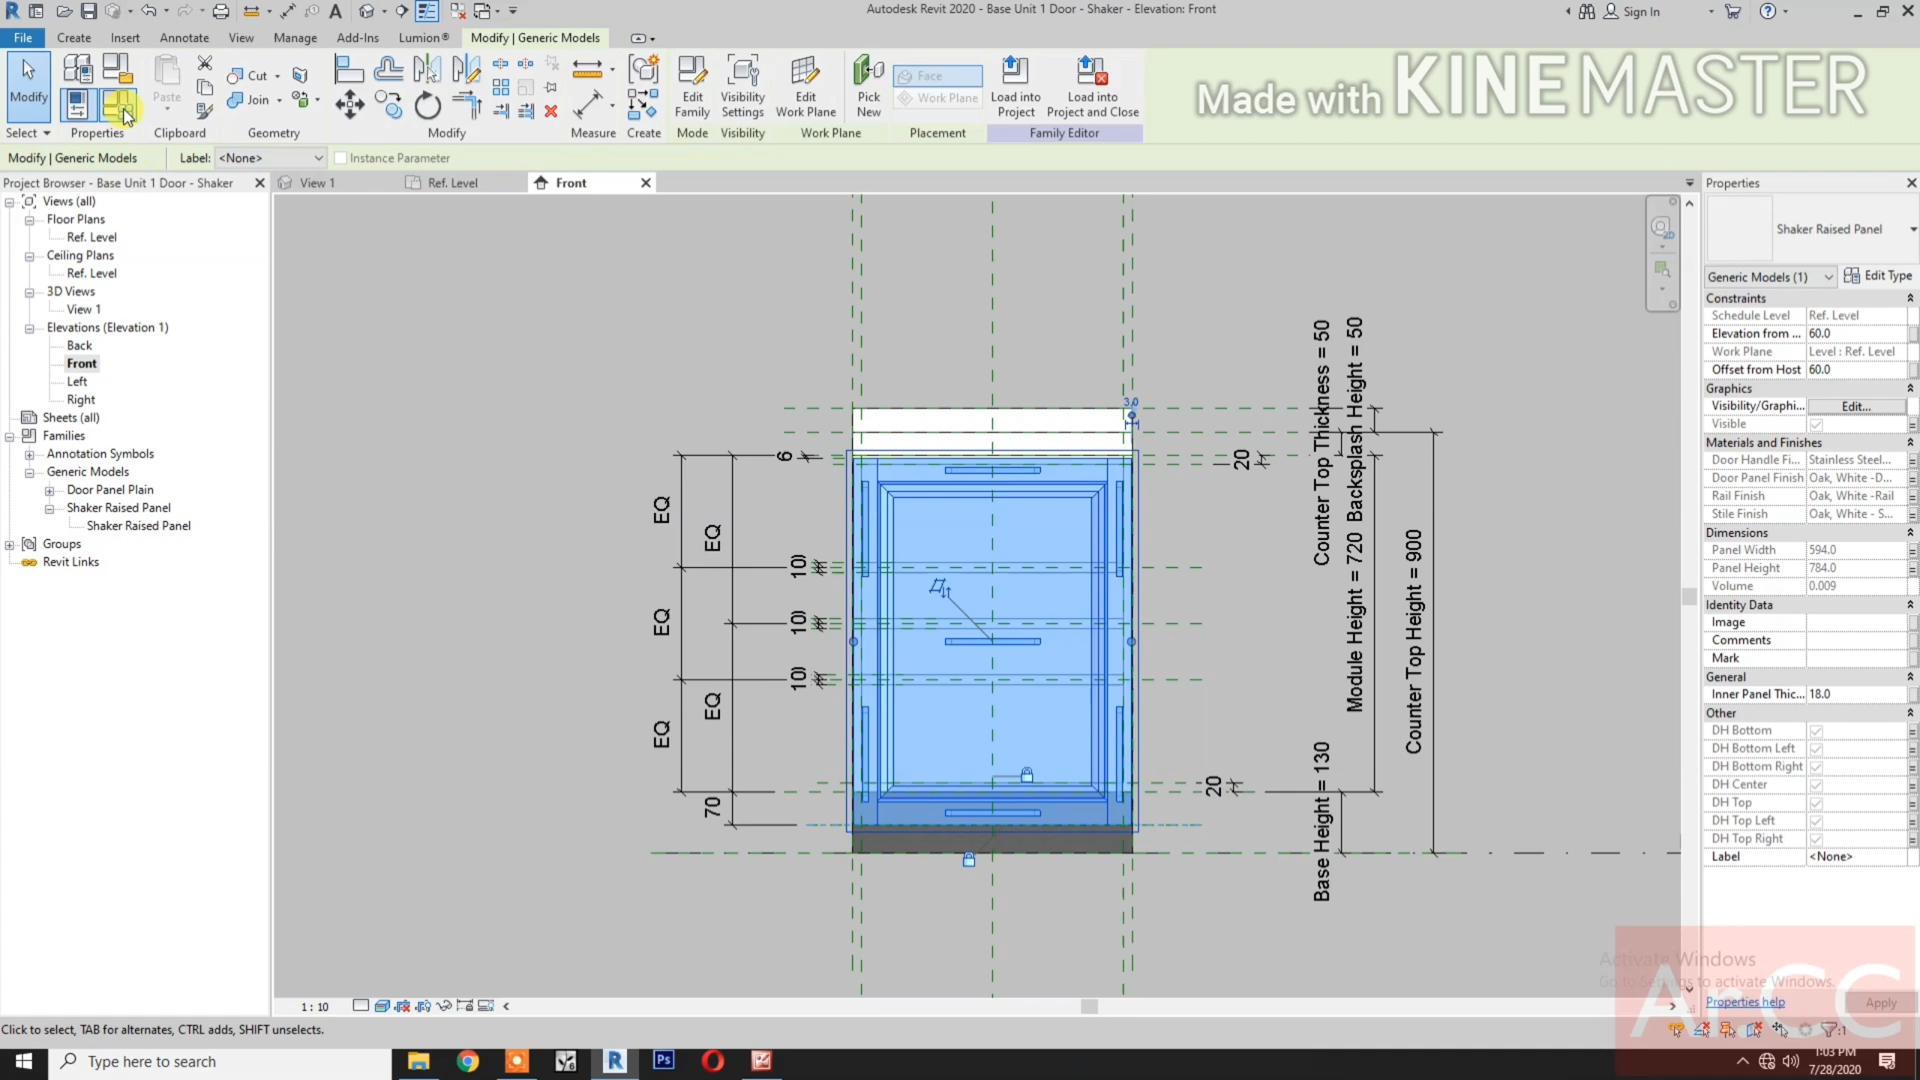 Autodesk Revit 2020 - Base Unit 1 Door - Shaker - Elevation: Front
Sign In
File
Create
Insert
Annotate
View
Manage
Add-Ins
Lumion®
Modify | Generic Models
Modify
Paste
Cut
Join
Edit
Family
Visibility
Settings
Edit
Work Plane
Pick
New
Face
Work Plane
Load into
Project
Load into
Project and Close
Select
Properties
Clipboard
Geometry
Modify
Measure
Create
Mode
Visibility
Work Plane
Placement
Family Editor
Made with KINEMASTER
Modify | Generic Models
Label: <None>
Instance Parameter
Project Browser - Base Unit 1 Door - Shaker
View 1
Ref. Level
Front
Views (all)
Floor Plans
Ref. Level
Ceiling Plans
Ref. Level
3D Views
View 1
Elevations (Elevation 1)
Back
Front
Left
Right
Sheets (all)
Families
Annotation Symbols
Generic Models
Door Panel Plain
Shaker Raised Panel
Shaker Raised Panel
Groups
Revit Links
EQ
EQ
EQ
EQ
EQ
70
6
10
10
10
3.0
20
20
Counter Top Thickness = 50
Backsplash Height = 50
Module Height = 720
Counter Top Height = 900
Base Height = 130
Properties
Shaker Raised Panel
Generic Models (1)
Edit Type
Constraints
Schedule Level Ref. Level
Elevation from ... 60.0
Work Plane Level : Ref. Level
Offset from Host 60.0
Graphics
Visibility/Graphi... Edit...
Visible
Materials and Finishes
Door Handle Fi... Stainless Steel...
Door Panel Finish Oak, White -D...
Rail Finish Oak, White -Rail
Stile Finish Oak, White - S...
Dimensions
Panel Width 594.0
Panel Height 784.0
Volume 0.009
Identity Data
Image
Comments
Mark
General
Inner Panel Thic... 18.0
Other
DH Bottom
DH Bottom Left
DH Bottom Right
DH Center
DH Top
DH Top Left
DH Top Right
Label <None>
Activate Windows
Go to Settings to activate Windows.
Properties help
Apply
ArCC
1 : 10
Click to select, TAB for alternates, CTRL adds, SHIFT unselects.
:1
Type here to search
Ps
1:03 PM
7/28/2020